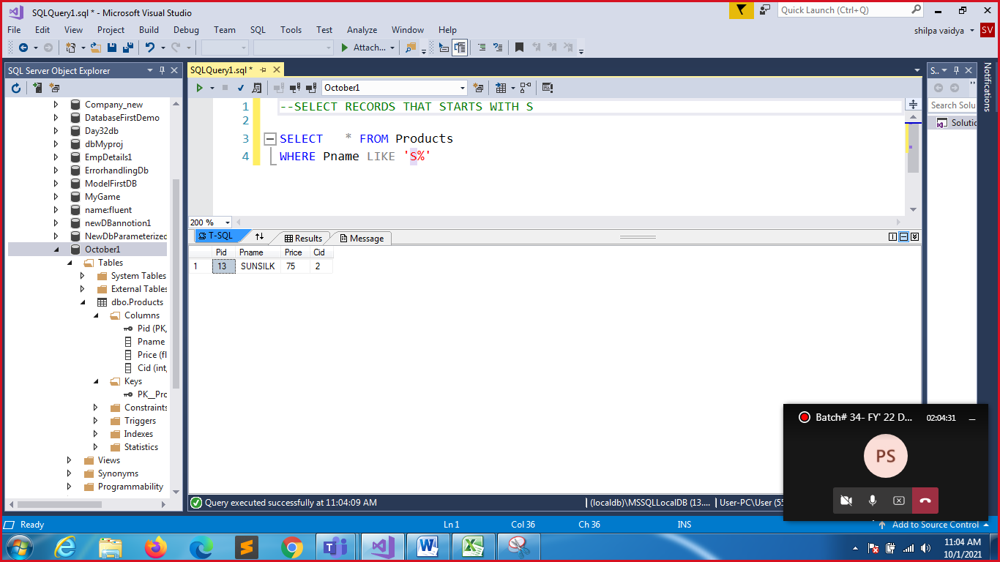 SQLQuery1.sql * - Microsoft Visual Studio
Quick Launch (Ctrl+Q)
File Edit View Project Build Debug Team SQL Tools Test Analyze Window Help
shilpa vaidya SV
Attach...
SQL Server Object Explorer
Company_new
DatabaseFirstDemo
Day32db
dbMyproj
EmpDetails1
ErrorhandlingDb
ModelFirstDB
MyGame
name:fluent
newDBannotion1
NewDbParameterized
October1
Tables
System Tables
External Tables
dbo.Products
Columns
Pid (PK,
Pname
Price (fl
Cid (int,
Keys
PK__Pro
Constraints
Triggers
Indexes
Statistics
Views
Synonyms
Programmability
SQLQuery1.sql *
October1
1 --SELECT RECORDS THAT STARTS WITH S
2
3 SELECT * FROM Products
4 WHERE Pname LIKE 'S%'
200 %
T-SQL Results Message
Pid Pname Price Cid
1 13 SUNSILK 75 2
Query executed successfully at 11:04:09 AM
(localdb)\MSSQLLocalDB (13.... User-PC\User (55
S..
Search Solu
Solutio
Notifications
Batch# 34- FY' 22 D... 02:04:31
PS
Ready Ln 1 Col 36 Ch 36 INS Add to Source Control
11:04 AM
10/1/2021